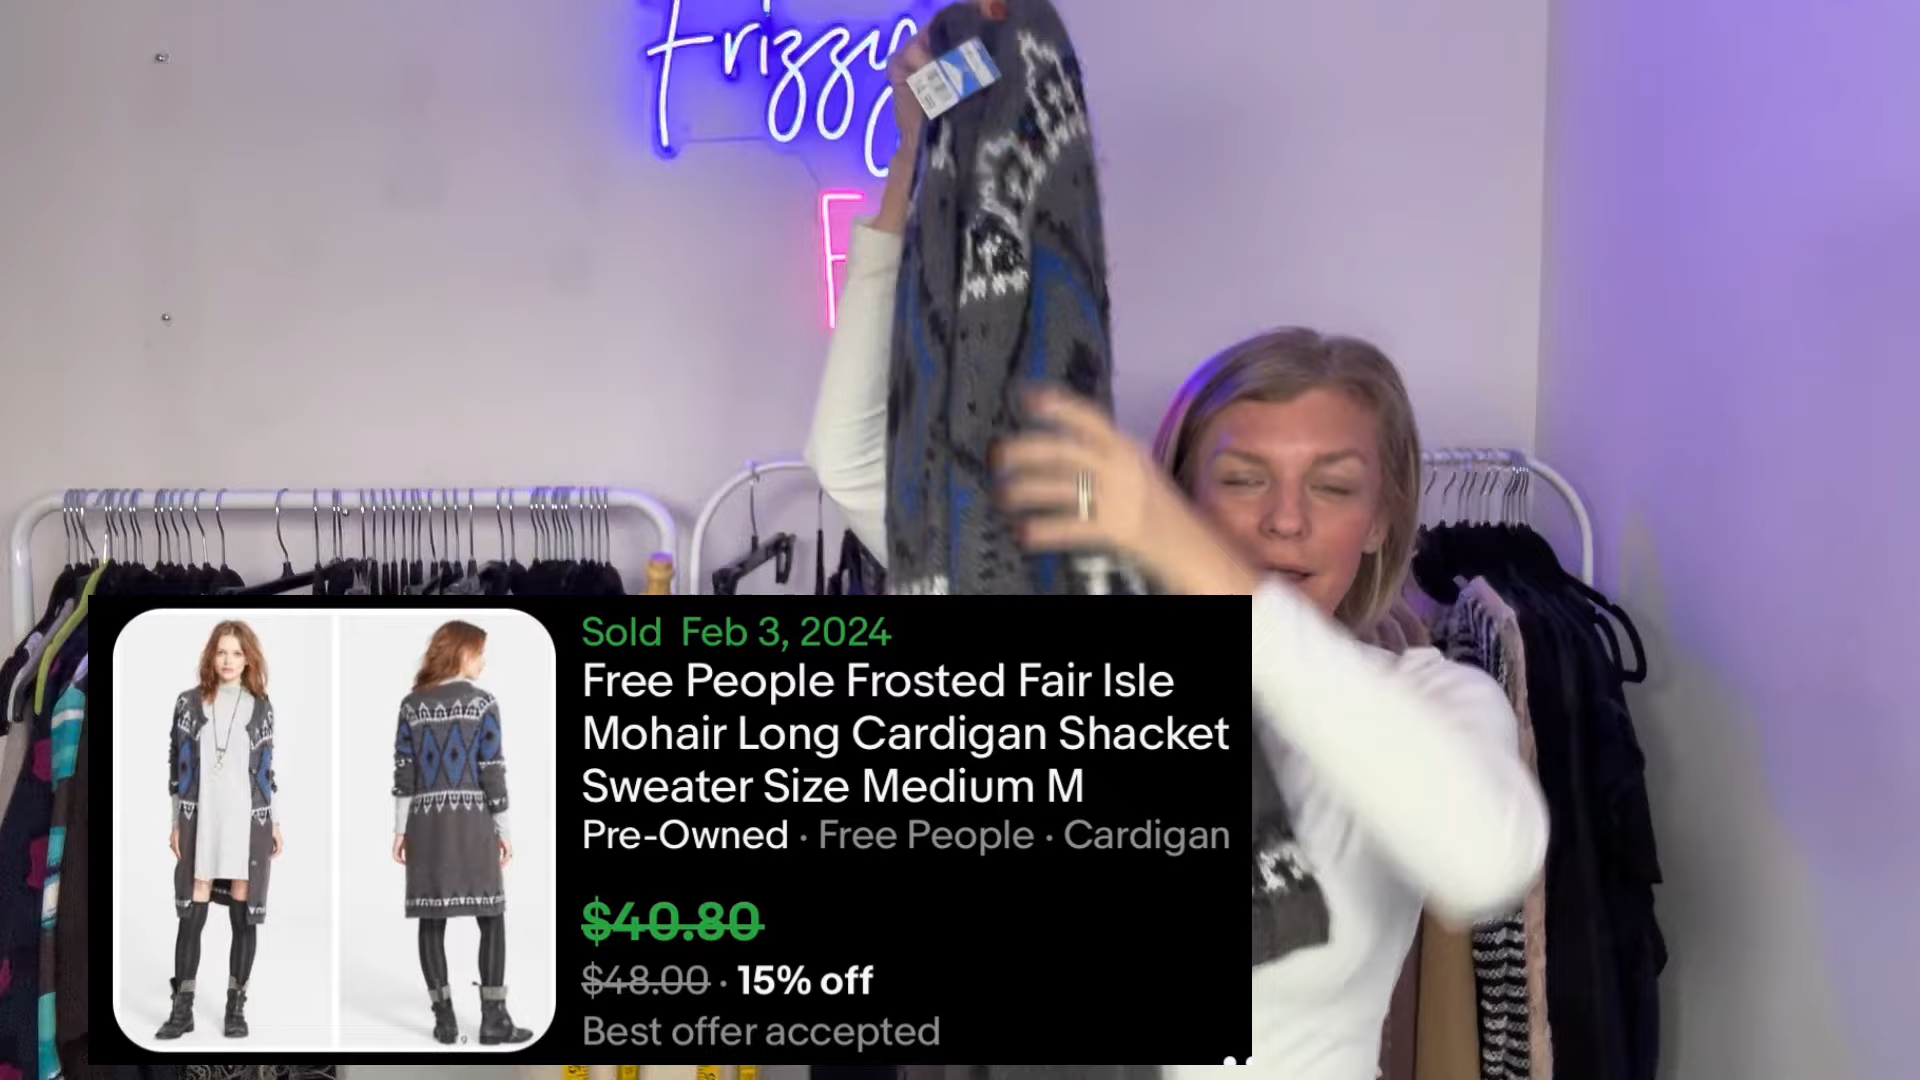 Frizzy
F
Sold Feb 3, 2024
Free People Frosted Fair Isle
Mohair Long Cardigan Shacket
Sweater Size Medium M
Pre-Owned · Free People · Cardigan
$40.80
$48.00 · 15% off
Best offer accepted